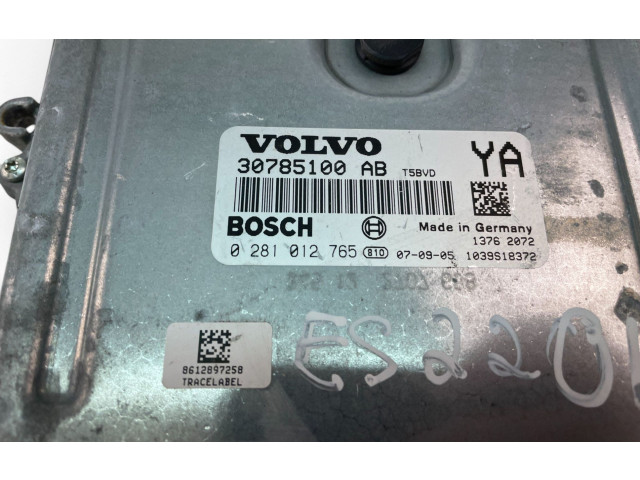 VOLVO
30785100 AB T5BVD
YA
BOSCH
Made in Germany
1376 2072
0 281 012 765 810 07-09-05 1039S18372
8612897258
TRACELABEL
ES220